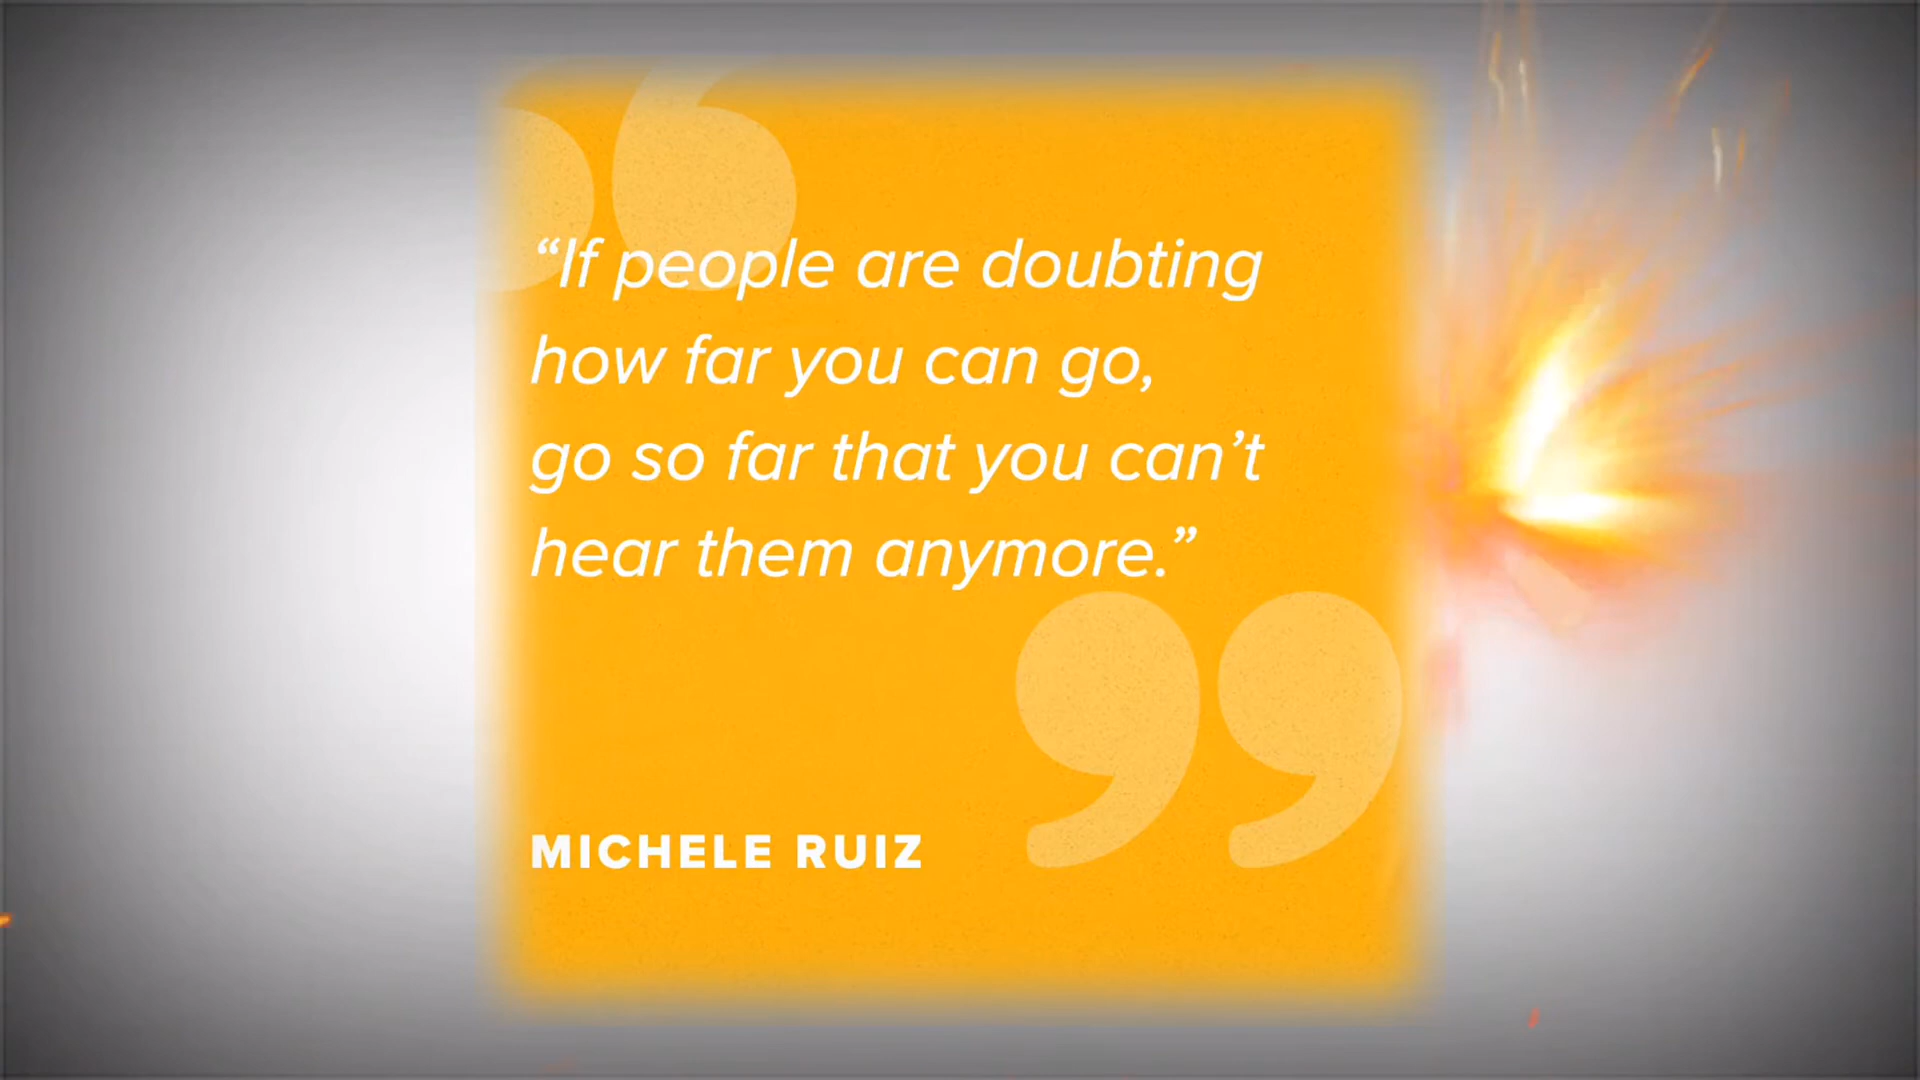 “If people are doubting
how far you can go,
go so far that you can’t
hear them anymore.”
MICHELE RUIZ